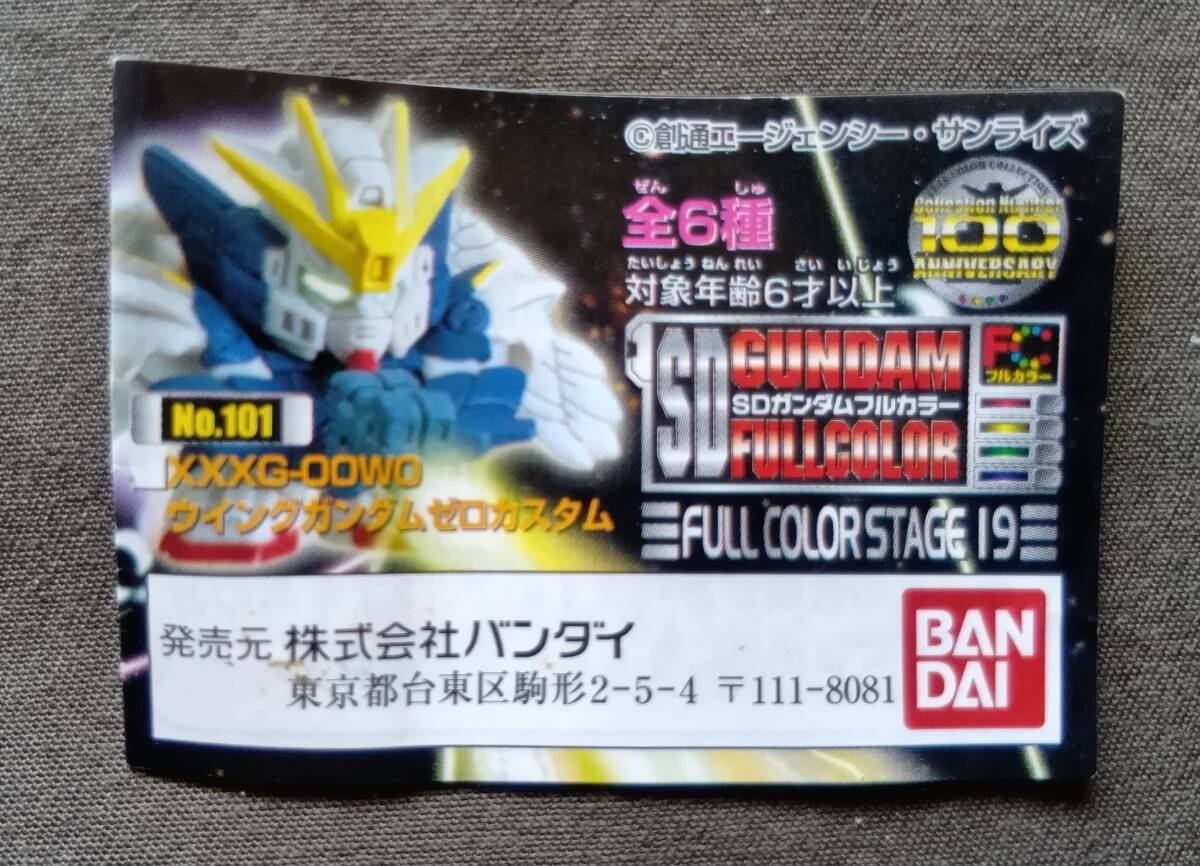 ©創通エージェンシー・サンライズ
ぜん しゅ
全6種
たいしょう ねん れい さい い じょう
対象年齢6才以上
FULL COLOR COLLECTION
Collection Number
100
ANNIVERSARY
SD GUNDAM
SDガンダムフルカラー
FULLCOLOR
FC
フルカラー
FULL COLOR STAGE 19
No.101
XXXG-00W0
ウイングガンダムゼロカスタム
発売元 株式会社バンダイ
東京都台東区駒形2-5-4 〒111-8081
BAN
DAI